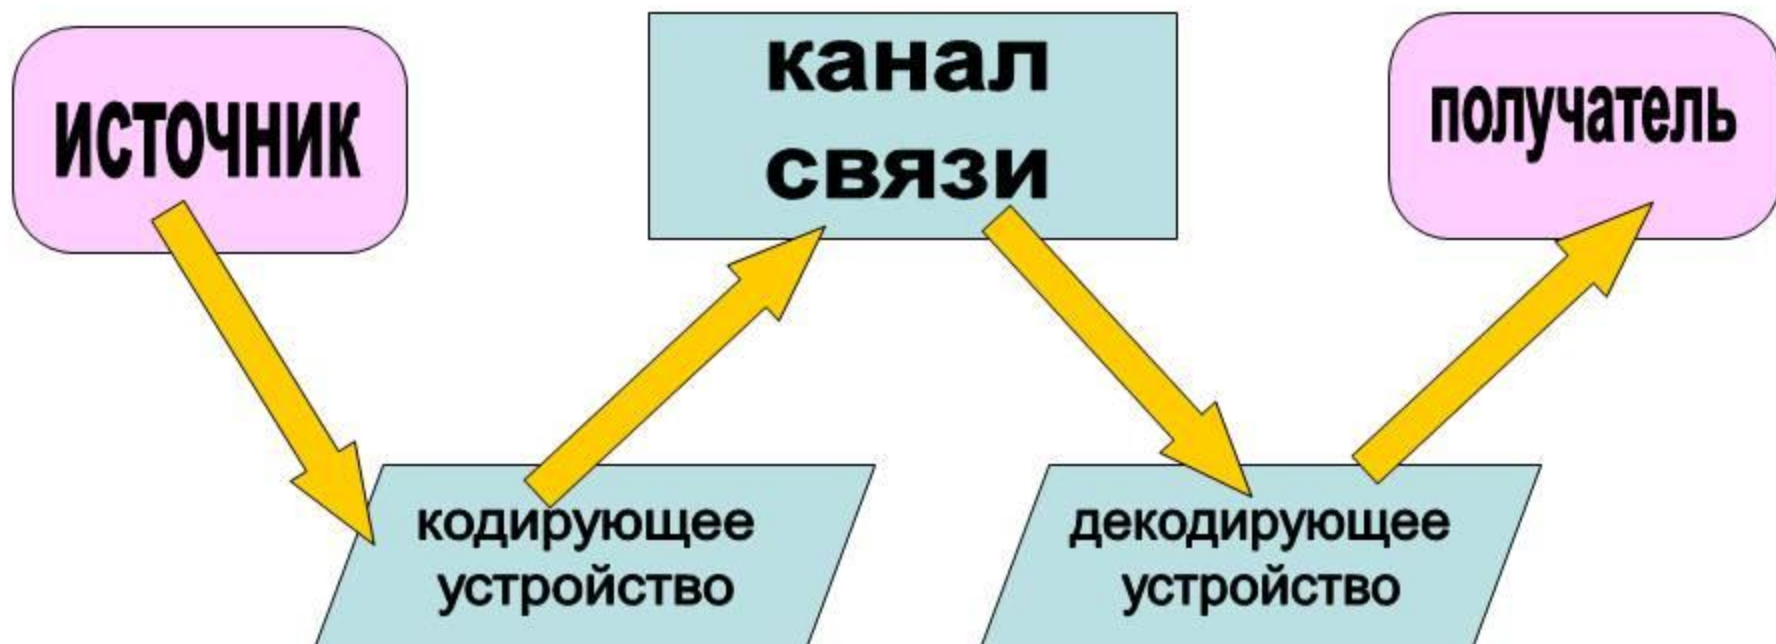 источник
канал
связи
получатель
кодирующее
устройство
декодирующее
устройство